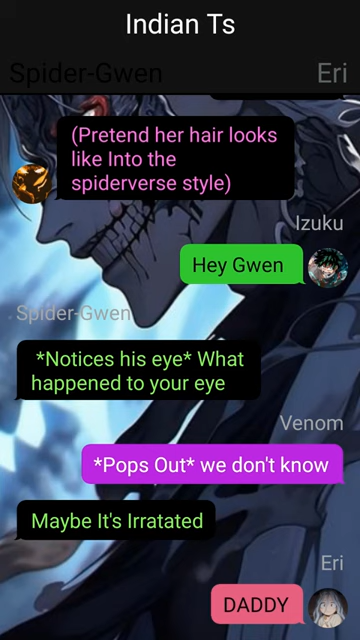 Indian Ts
Spider-Gwen
Eri
(Pretend her hair looks
like Into the
spiderverse style)
Izuku
Hey Gwen
Spider-Gwen
*Notices his eye* What
happened to your eye
Venom
*Pops Out* we don't know
Maybe It's Irratated
Eri
DADDY